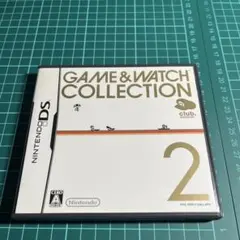 GAME & WATCH
COLLECTION
club.
NINTENDO DS
2
A
Nintendo